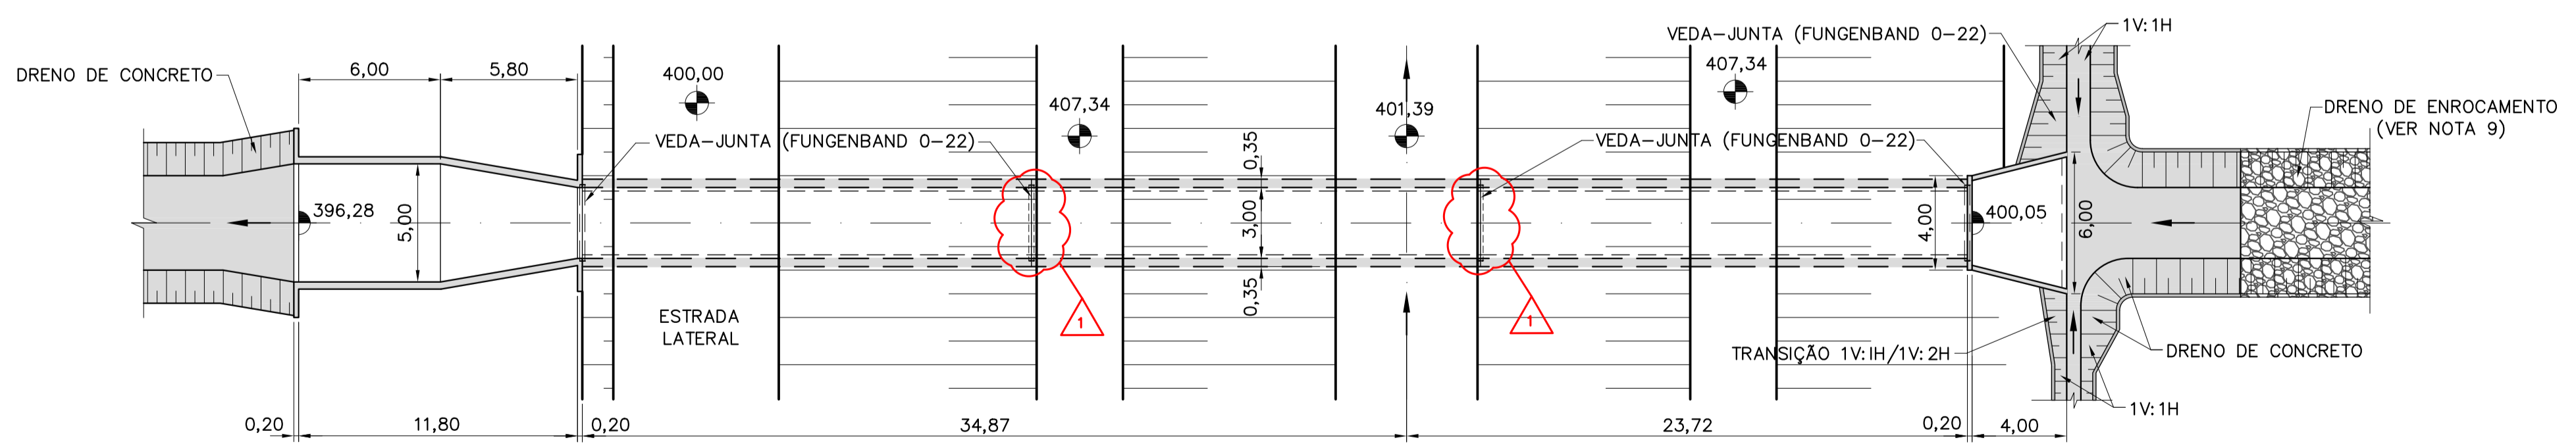 1V:1H
VEDA-JUNTA (FUNGENBAND 0-22)
DRENO DE CONCRETO
6,00
5,80
400,00
407,34
407,34
401,39
DRENO DE ENROCAMENTO
(VER NOTA 9)
VEDA-JUNTA (FUNGENBAND 0-22)
VEDA-JUNTA (FUNGENBAND 0-22)
0,35
396,28
5,00
3,00
4,00
400,05
6,00
0,35
ESTRADA
LATERAL
1
1
TRANSIÇÃO 1V:IH/1V:2H
DRENO DE CONCRETO
1V:1H
0,20
11,80
0,20
34,87
23,72
0,20
4,00